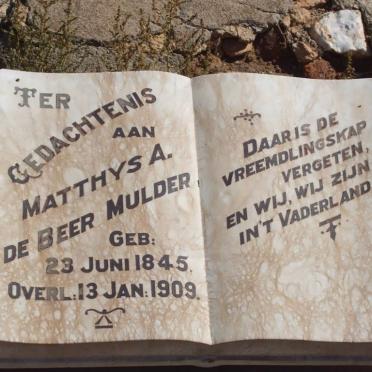 TER
GEDACHTENIS
AAN
MATTHYS A.
DE BEER MULDER
GEB:
23 JUNI 1845.
OVERL: 13 JAN: 1909.
DAAR IS DE
VREEMDLINGSKAP
VERGETEN,
EN WIJ, WIJ ZIJN
IN'T VADERLAND